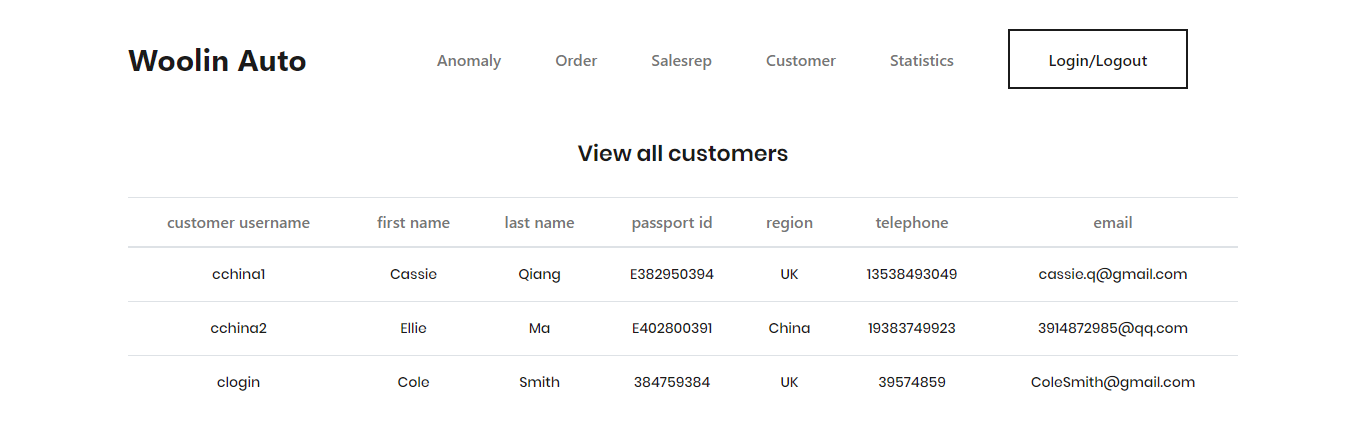 Woolin Auto Anomaly Order Salesrep Customer Statistics Login/Logout
View all customers
customer username first name last name passport id region telephone email
cchina1 Cassie Qiang E382950394 UK 13538493049 cassie.q@gmail.com
cchina2 Ellie Ma E402800391 China 19383749923 3914872985@qq.com
clogin Cole Smith 384759384 UK 39574859 ColeSmith@gmail.com